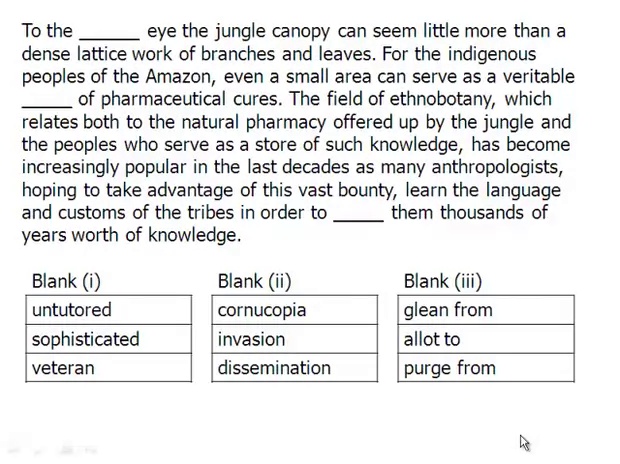 To the ______ eye the jungle canopy can seem little more than a
dense lattice work of branches and leaves. For the indigenous
peoples of the Amazon, even a small area can serve as a veritable
_____ of pharmaceutical cures. The field of ethnobotany, which
relates both to the natural pharmacy offered up by the jungle and
the peoples who serve as a store of such knowledge, has become
increasingly popular in the last decades as many anthropologists,
hoping to take advantage of this vast bounty, learn the language
and customs of the tribes in order to _____ them thousands of
years worth of knowledge.
Blank (i) Blank (ii) Blank (iii)
untutored cornucopia glean from
sophisticated invasion allot to
veteran dissemination purge from